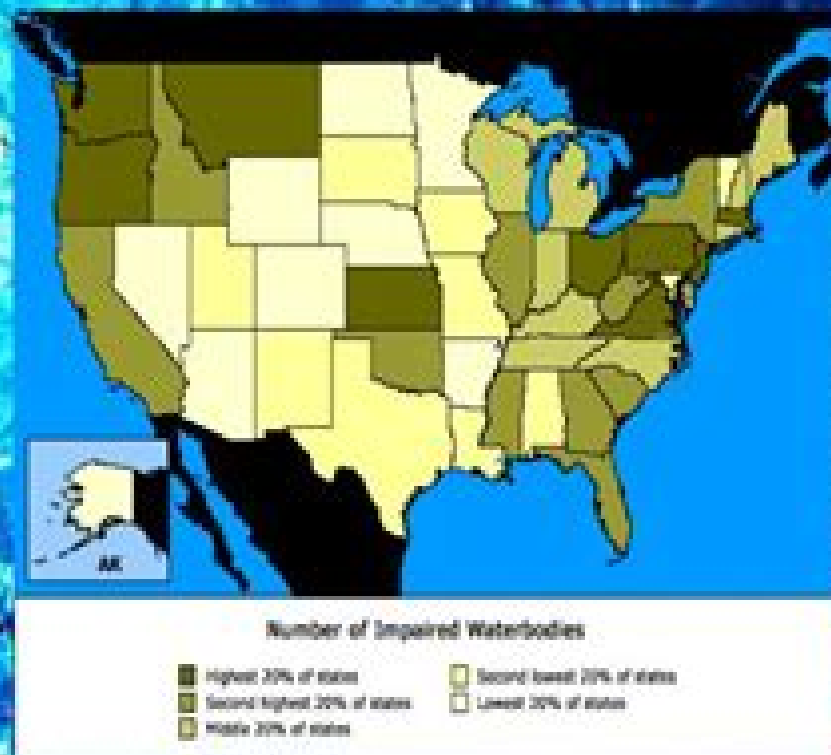 AK
Number of Impaired Waterbodies
Highest 20% of states
Second highest 20% of states
Middle 20% of states
Second lowest 20% of states
Lowest 20% of states